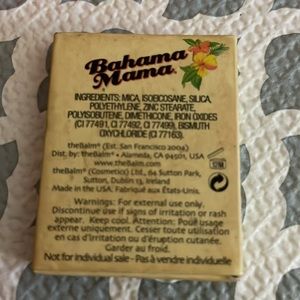 Bahama
Mama.
INGREDIENTS: MICA, ISOEICOSANE, SILICA,
POLYETHYLENE, ZINC STEARATE,
POLYISOBUTENE, DIMETHICONE, IRON OXIDES
(CI 77491, CI 77492, CI 77499), BISMUTH
OXYCHLORIDE (CI 77163).
theBalm® (Est. San Francisco 2004)
Dist. by: theBalm® • Alameda, CA 94501, USA
www.theBalm.com
theBalm® (Cosmetic) Ltd., 64 Sutton Park,
Sutton, Dublin 13, Ireland
Made in the USA. Fabriqué aux États-Unis.
12M
Warnings: For external use only.
Discontinue use if signs of irritation or rash
appear. Keep cool. Attention: Pour usage
externe uniquement. Cesser toute utilisation
en cas d'irritation ou d'éruption cutanée.
Garder au froid.
Not for individual sale - Pas à vendre individuelle